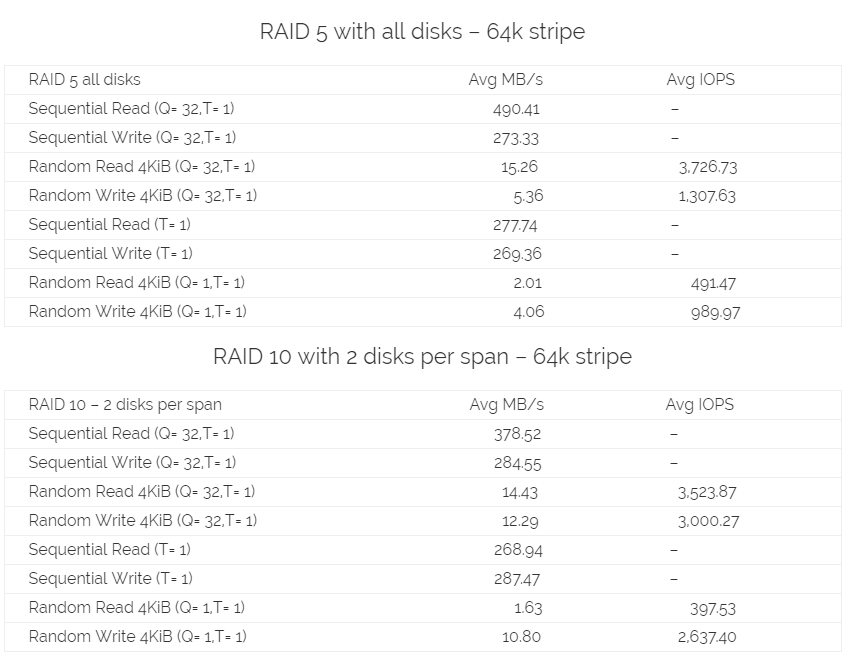 RAID 5 with all disks – 64k stripe
RAID 5 all disks Avg MB/s Avg IOPS
Sequential Read (Q= 32,T= 1) 490.41 –
Sequential Write (Q= 32,T= 1) 273.33 –
Random Read 4KiB (Q= 32,T= 1) 15.26 3,726.73
Random Write 4KiB (Q= 32,T= 1) 5.36 1,307.63
Sequential Read (T= 1) 277.74 –
Sequential Write (T= 1) 269.36 –
Random Read 4KiB (Q= 1,T= 1) 2.01 491.47
Random Write 4KiB (Q= 1,T= 1) 4.06 989.97
RAID 10 with 2 disks per span – 64k stripe
RAID 10 – 2 disks per span Avg MB/s Avg IOPS
Sequential Read (Q= 32,T= 1) 378.52 –
Sequential Write (Q= 32,T= 1) 284.55 –
Random Read 4KiB (Q= 32,T= 1) 14.43 3,523.87
Random Write 4KiB (Q= 32,T= 1) 12.29 3,000.27
Sequential Read (T= 1) 268.94 –
Sequential Write (T= 1) 287.47 –
Random Read 4KiB (Q= 1,T= 1) 1.63 397.53
Random Write 4KiB (Q= 1,T= 1) 10.80 2,637.40